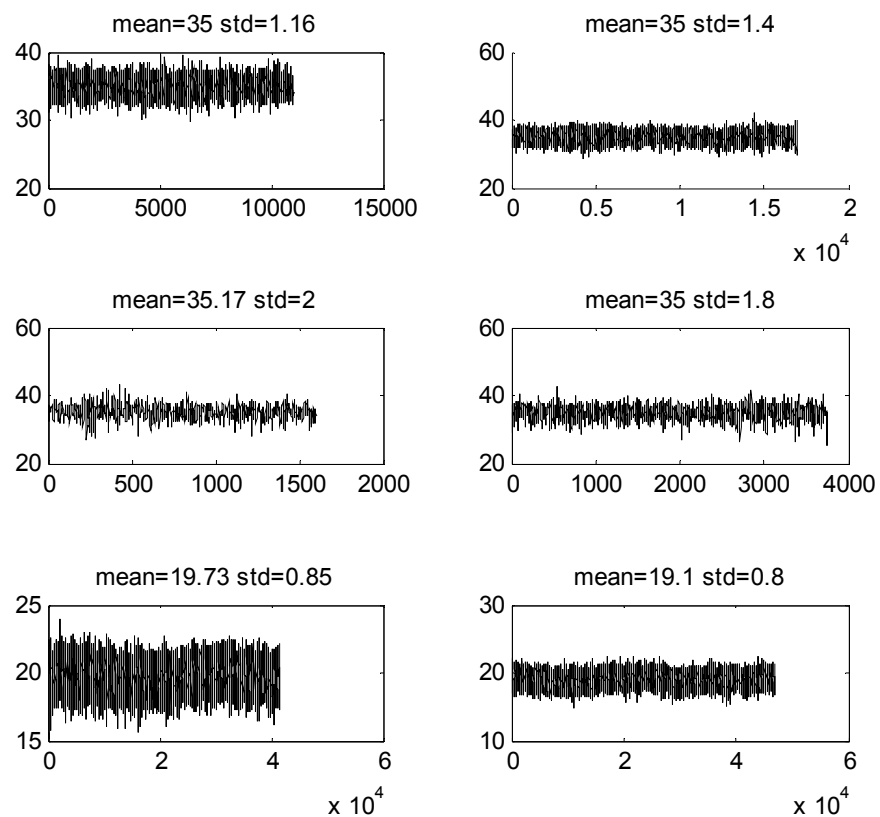 mean=35 std=1.16
40
30
20
0 5000 10000 15000
mean=35 std=1.4
60
40
20
0 0.5 1 1.5 2
x 10^4
mean=35.17 std=2
60
40
20
0 500 1000 1500 2000
mean=35 std=1.8
60
40
20
0 1000 2000 3000 4000
mean=19.73 std=0.85
25
20
15
0 2 4 6
x 10^4
mean=19.1 std=0.8
30
20
10
0 2 4 6
x 10^4